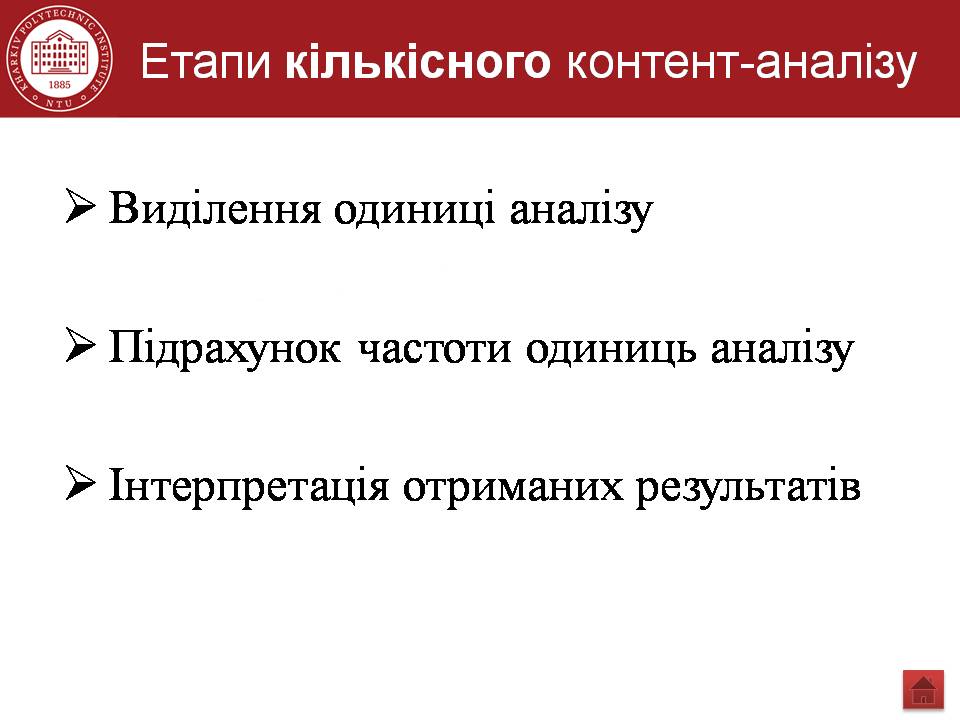 KHARKIV POLYTECHNIC INSTITUTE
1885
NTU
Етапи кількісного контент-аналізу
Виділення одиниці аналізу
Підрахунок частоти одиниць аналізу
Інтерпретація отриманих результатів